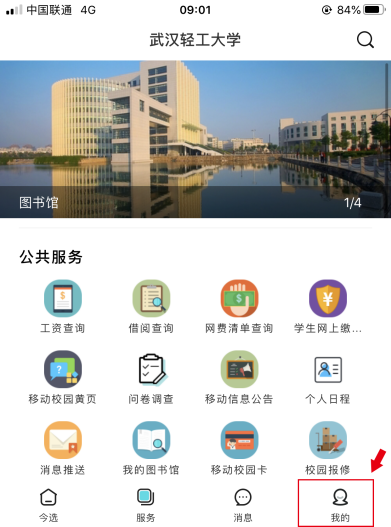 中国联通 4G 09:01 84%
武汉轻工大学
图书馆 1/4
公共服务
工资查询 借阅查询 网费清单查询 学生网上缴...
移动校园黄页 问卷调查 移动信息公告 个人日程
消息推送 我的图书馆 移动校园卡 校园报修
今选 服务 消息 我的